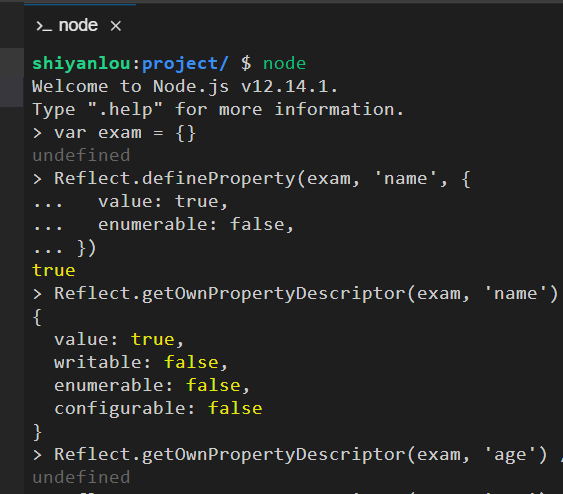 >_ node ×
shiyanlou:project/ $ node
Welcome to Node.js v12.14.1.
Type ".help" for more information.
> var exam = {}
undefined
> Reflect.defineProperty(exam, 'name', {
...   value: true,
...   enumerable: false,
... })
true
> Reflect.getOwnPropertyDescriptor(exam, 'name')
{
  value: true,
  writable: false,
  enumerable: false,
  configurable: false
}
> Reflect.getOwnPropertyDescriptor(exam, 'age')
undefined